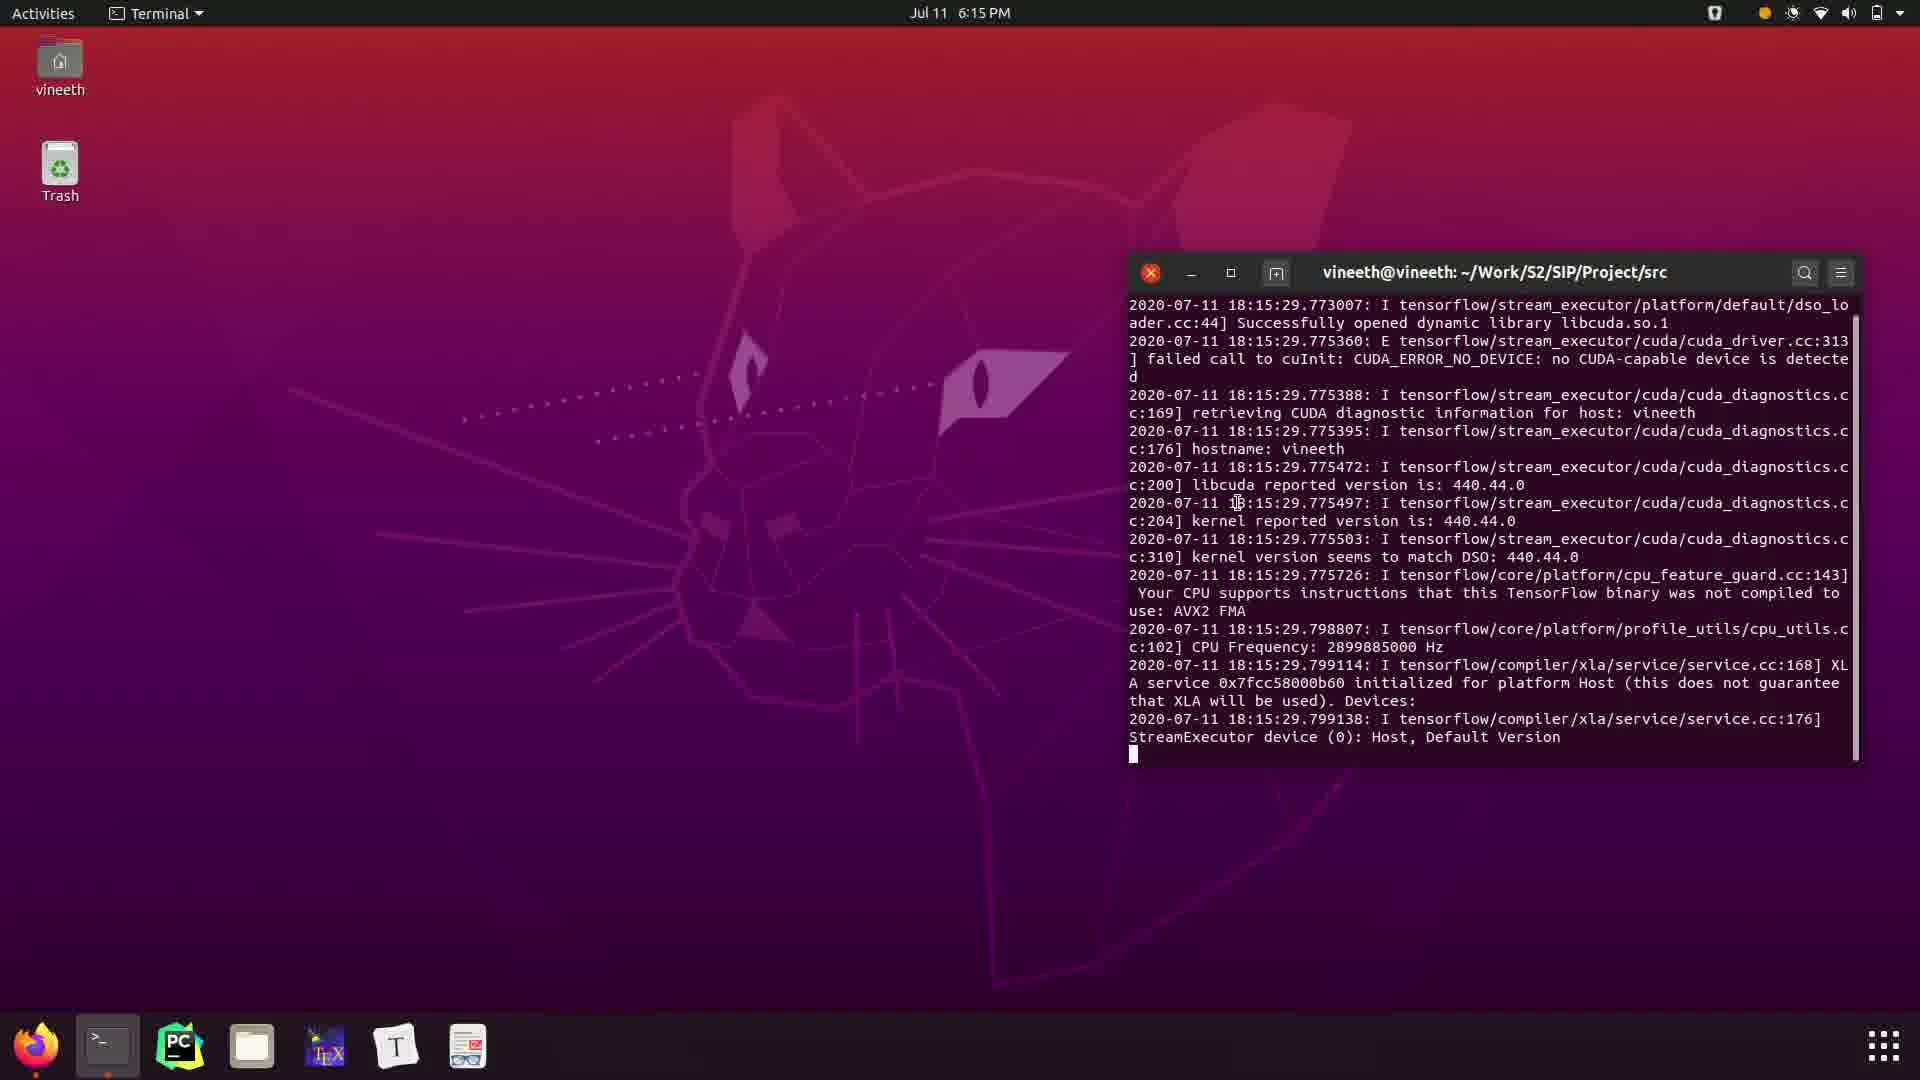 Activities
Terminal
Jul 11 6:15 PM
vineeth
Trash
vineeth@vineeth: ~/Work/S2/SIP/Project/src
2020-07-11 18:15:29.773007: I tensorflow/stream_executor/platform/default/dso_lo
ader.cc:44] Successfully opened dynamic library libcuda.so.1
2020-07-11 18:15:29.775360: E tensorflow/stream_executor/cuda/cuda_driver.cc:313
] failed call to cuInit: CUDA_ERROR_NO_DEVICE: no CUDA-capable device is detecte
d
2020-07-11 18:15:29.775388: I tensorflow/stream_executor/cuda/cuda_diagnostics.c
c:169] retrieving CUDA diagnostic information for host: vineeth
2020-07-11 18:15:29.775395: I tensorflow/stream_executor/cuda/cuda_diagnostics.c
c:176] hostname: vineeth
2020-07-11 18:15:29.775472: I tensorflow/stream_executor/cuda/cuda_diagnostics.c
c:200] libcuda reported version is: 440.44.0
2020-07-11 18:15:29.775497: I tensorflow/stream_executor/cuda/cuda_diagnostics.c
c:204] kernel reported version is: 440.44.0
2020-07-11 18:15:29.775503: I tensorflow/stream_executor/cuda/cuda_diagnostics.c
c:310] kernel version seems to match DSO: 440.44.0
2020-07-11 18:15:29.775726: I tensorflow/core/platform/cpu_feature_guard.cc:143]
Your CPU supports instructions that this TensorFlow binary was not compiled to
use: AVX2 FMA
2020-07-11 18:15:29.798807: I tensorflow/core/platform/profile_utils/cpu_utils.c
c:102] CPU Frequency: 2899885000 Hz
2020-07-11 18:15:29.799114: I tensorflow/compiler/xla/service/service.cc:168] XL
A service 0x7fcc58000b60 initialized for platform Host (this does not guarantee
that XLA will be used). Devices:
2020-07-11 18:15:29.799138: I tensorflow/compiler/xla/service/service.cc:176]
StreamExecutor device (0): Host, Default Version
>_
PC
TEX
T